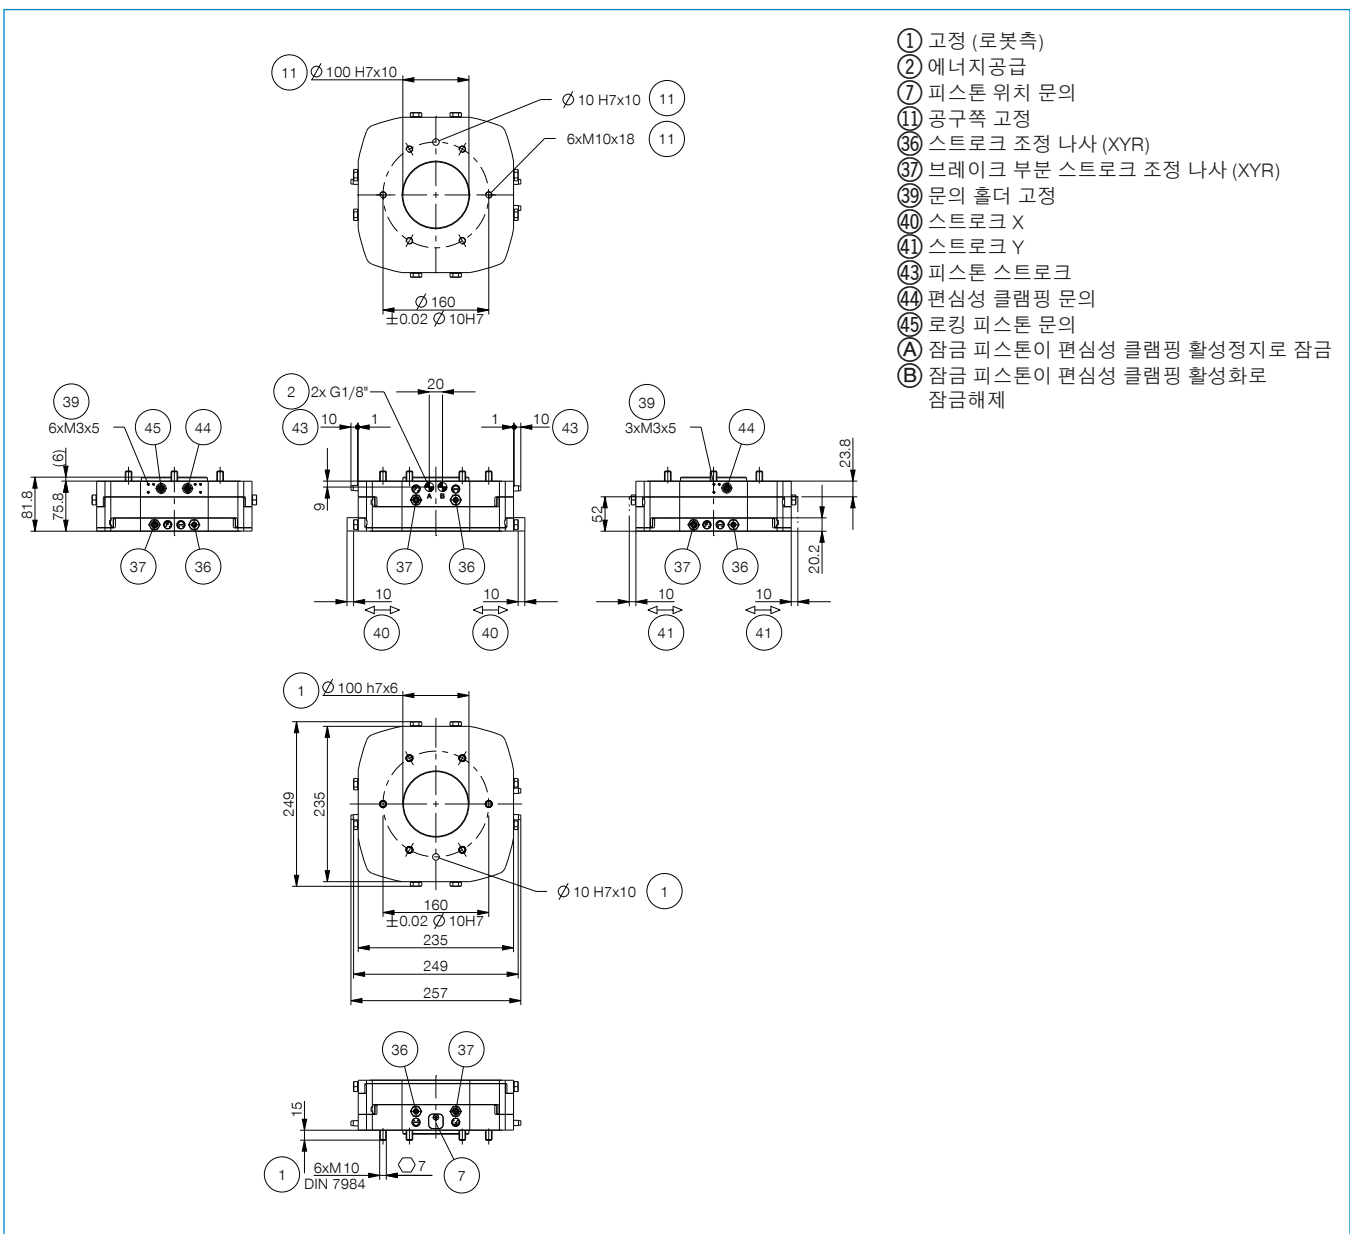 ① 고정 (로봇측)
② 에너지공급
⑦ 피스톤 위치 문의
⑪ 공구쪽 고정
㊱ 스트로크 조정 나사 (XYR)
㊲ 브레이크 부분 스트로크 조정 나사 (XYR)
㊴ 문의 홀더 고정
㊵ 스트로크 X
㊶ 스트로크 Y
㊸ 피스톤 스트로크
㊹ 편심성 클램핑 문의
㊺ 로킹 피스톤 문의
Ⓐ 잠금 피스톤이 편심성 클램핑 활성정지로 잠금
Ⓑ 잠금 피스톤이 편심성 클램핑 활성화로
잠금해제
11 Ø 100 H7x10
Ø 10 H7x10 11
6xM10x18 11
Ø 160
±0.02 Ø 10H7
39
6xM3x5
45
44
(6)
81.8
75.8
37
36
2 2x G1/8"
20
43 10 1
1 10 43
9
A B
37
36
10
10
40
40
39
3xM3x5
44
23.8
52
20.2
37
36
10
10
41
41
1 Ø 100 h7x6
249
235
Ø 10 H7x10 1
160
±0.02 Ø 10H7
235
249
257
36
37
15
1 6xM10
DIN 7984
7
7